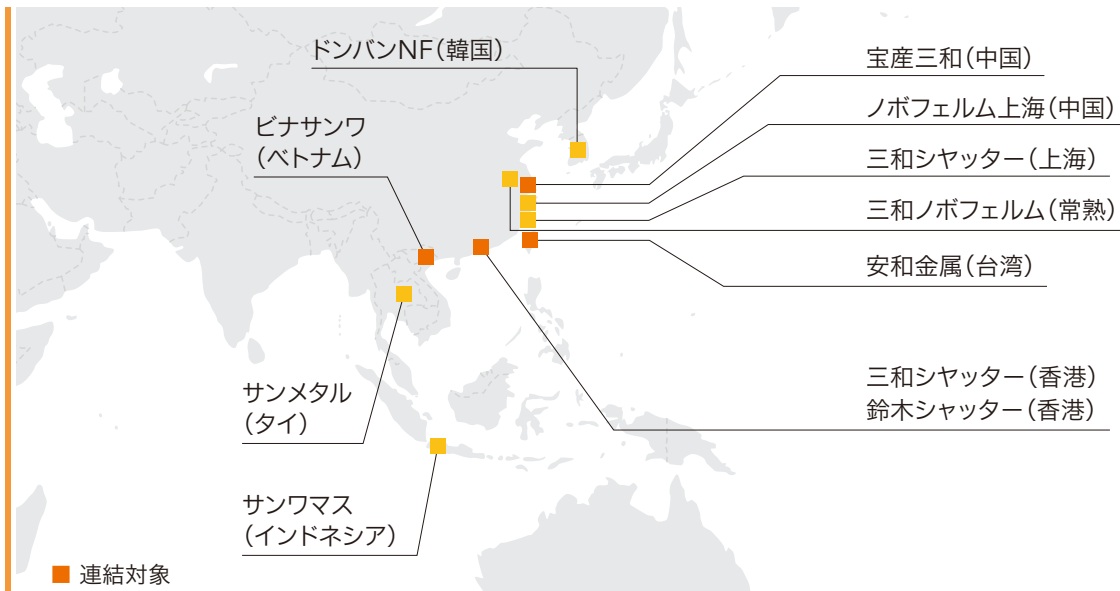 ドンバンNF(韓国)
ビナサンワ
(ベトナム)
宝産三和(中国)
ノボフェルム上海(中国)
三和シヤッター(上海)
三和ノボフェルム(常熟)
安和金属(台湾)
三和シヤッター(香港)
鈴木シャッター(香港)
サンメタル
(タイ)
サンワマス
(インドネシア)
連結対象